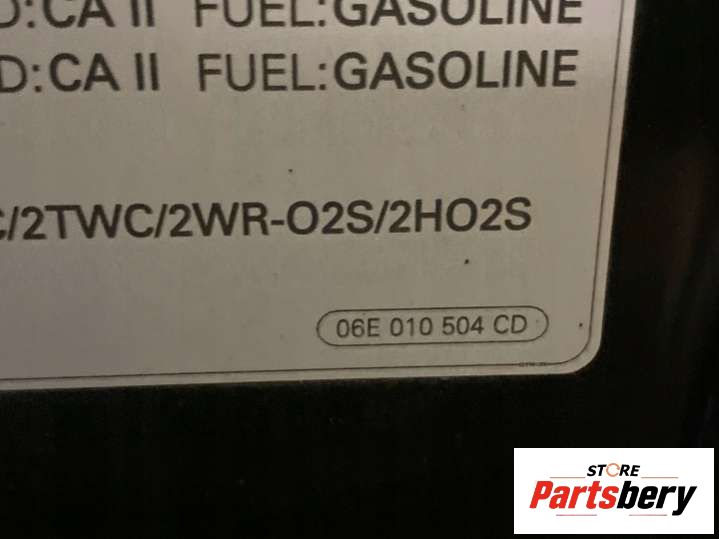 D:CA II FUEL:GASOLINE
D:CA II FUEL:GASOLINE
C/2TWC/2WR-O2S/2HO2S
06E 010 504 CD
STORE
Partsbery